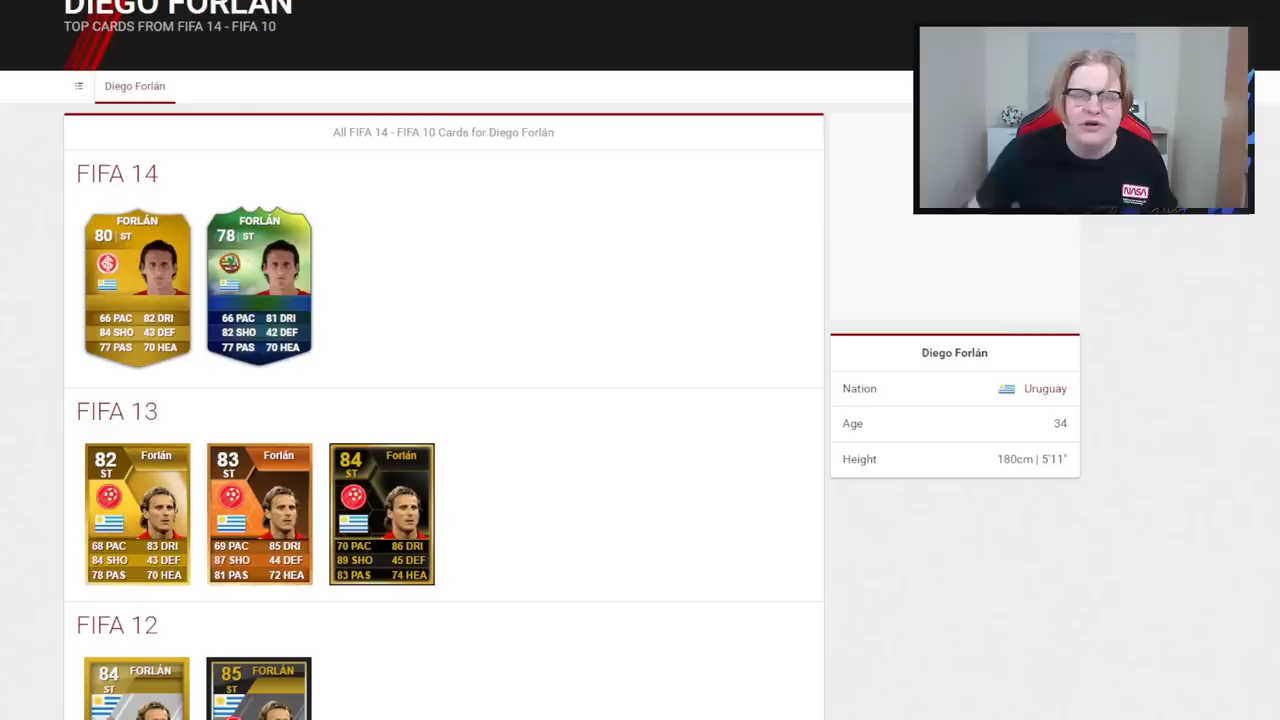 DIEGO FORLÁN
TOP CARDS FROM FIFA 14 - FIFA 10
Diego Forlán
All FIFA 14 - FIFA 10 Cards for Diego Forlán
FIFA 14
FORLÁN
80 | ST
66 PAC 82 DRI
84 SHO 43 DEF
77 PAS 70 HEA
FORLÁN
78 | ST
66 PAC 81 DRI
82 SHO 42 DEF
77 PAS 70 HEA
FIFA 13
82 Forlán
ST
68 PAC 83 DRI
84 SHO 43 DEF
78 PAS 70 HEA
83 Forlán
ST
69 PAC 85 DRI
87 SHO 44 DEF
81 PAS 72 HEA
84 Forlán
ST
70 PAC 86 DRI
89 SHO 45 DEF
83 PAS 74 HEA
FIFA 12
84 FORLÁN
ST
85 FORLÁN
ST
Diego Forlán
Nation Uruguay
Age 34
Height 180cm | 5'11"
NASA